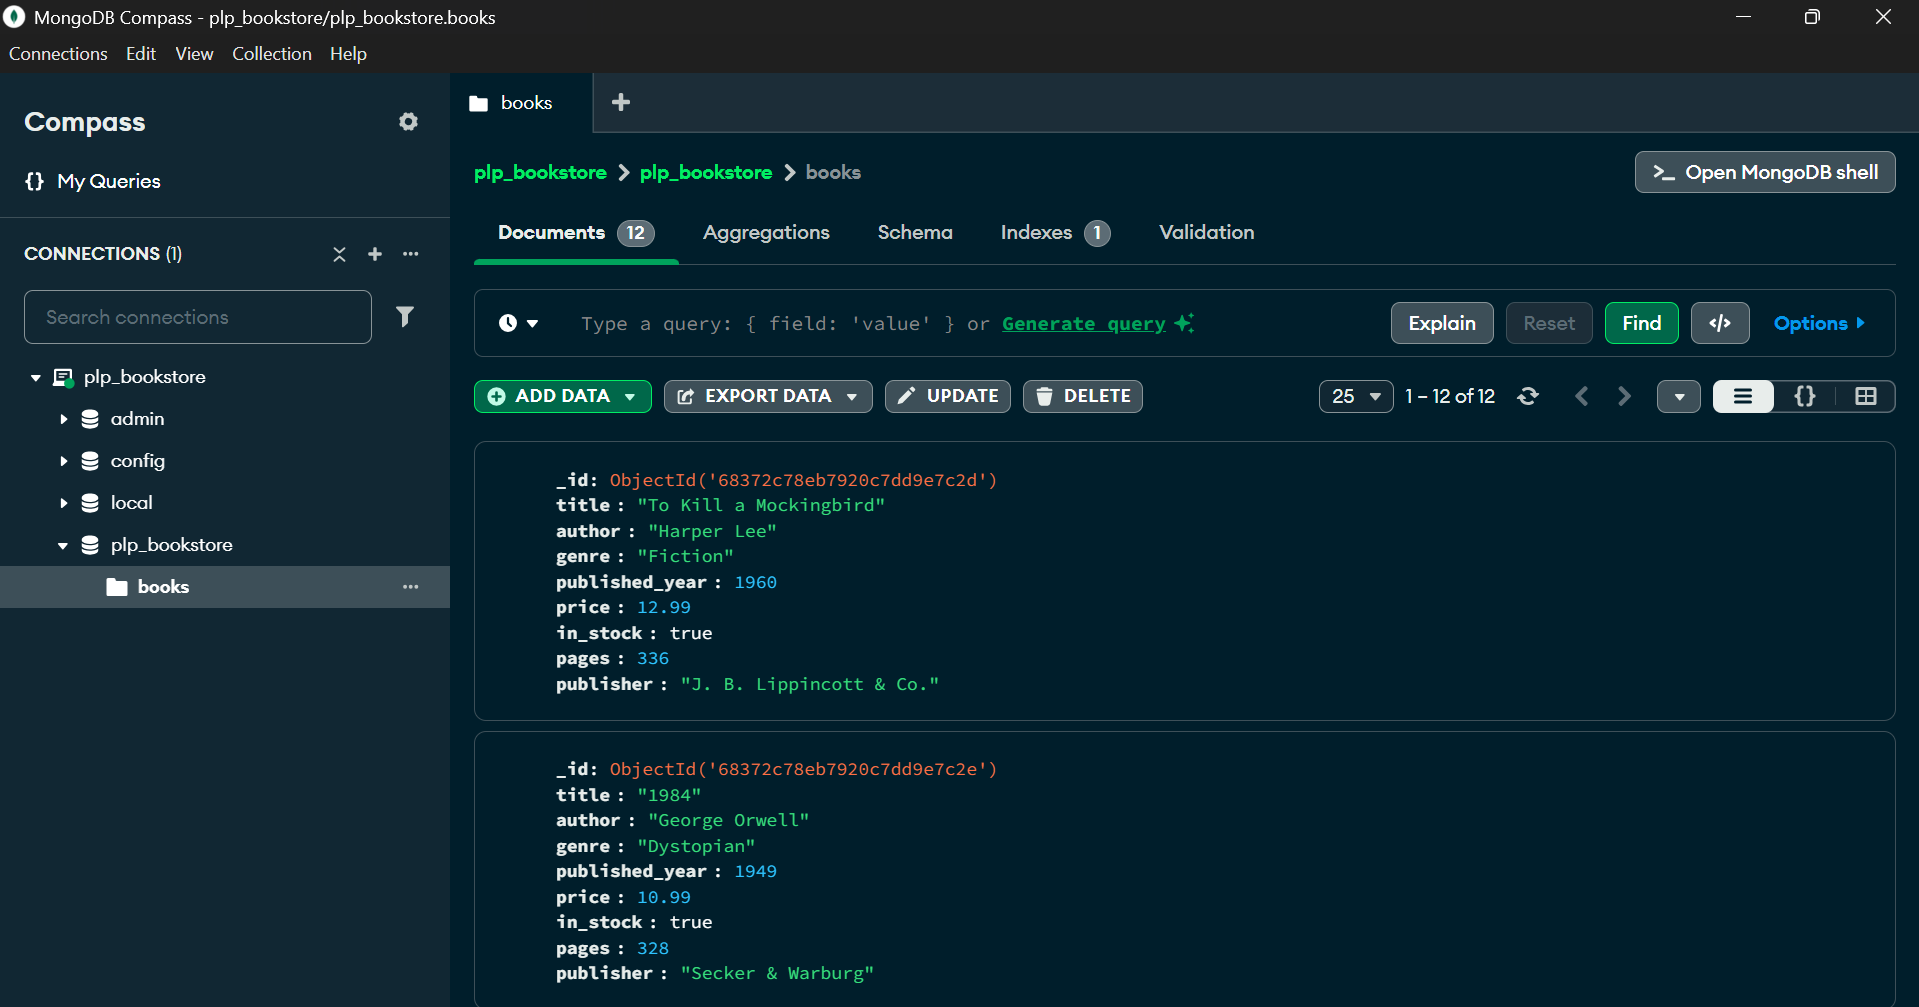 MongoDB Compass - plp_bookstore/plp_bookstore.books
Connections Edit View Collection Help
Compass
{} My Queries
CONNECTIONS (1)
Search connections
plp_bookstore
admin
config
local
plp_bookstore
books
books
plp_bookstore > plp_bookstore > books
>_ Open MongoDB shell
Documents 12 Aggregations Schema Indexes 1 Validation
Type a query: { field: 'value' } or Generate query
Explain Reset Find </> Options
ADD DATA EXPORT DATA UPDATE DELETE
25 1 – 12 of 12 {}
_id: ObjectId('68372c78eb7920c7dd9e7c2d')
title : "To Kill a Mockingbird"
author : "Harper Lee"
genre : "Fiction"
published_year : 1960
price : 12.99
in_stock : true
pages : 336
publisher : "J. B. Lippincott & Co."
_id: ObjectId('68372c78eb7920c7dd9e7c2e')
title : "1984"
author : "George Orwell"
genre : "Dystopian"
published_year : 1949
price : 10.99
in_stock : true
pages : 328
publisher : "Secker & Warburg"